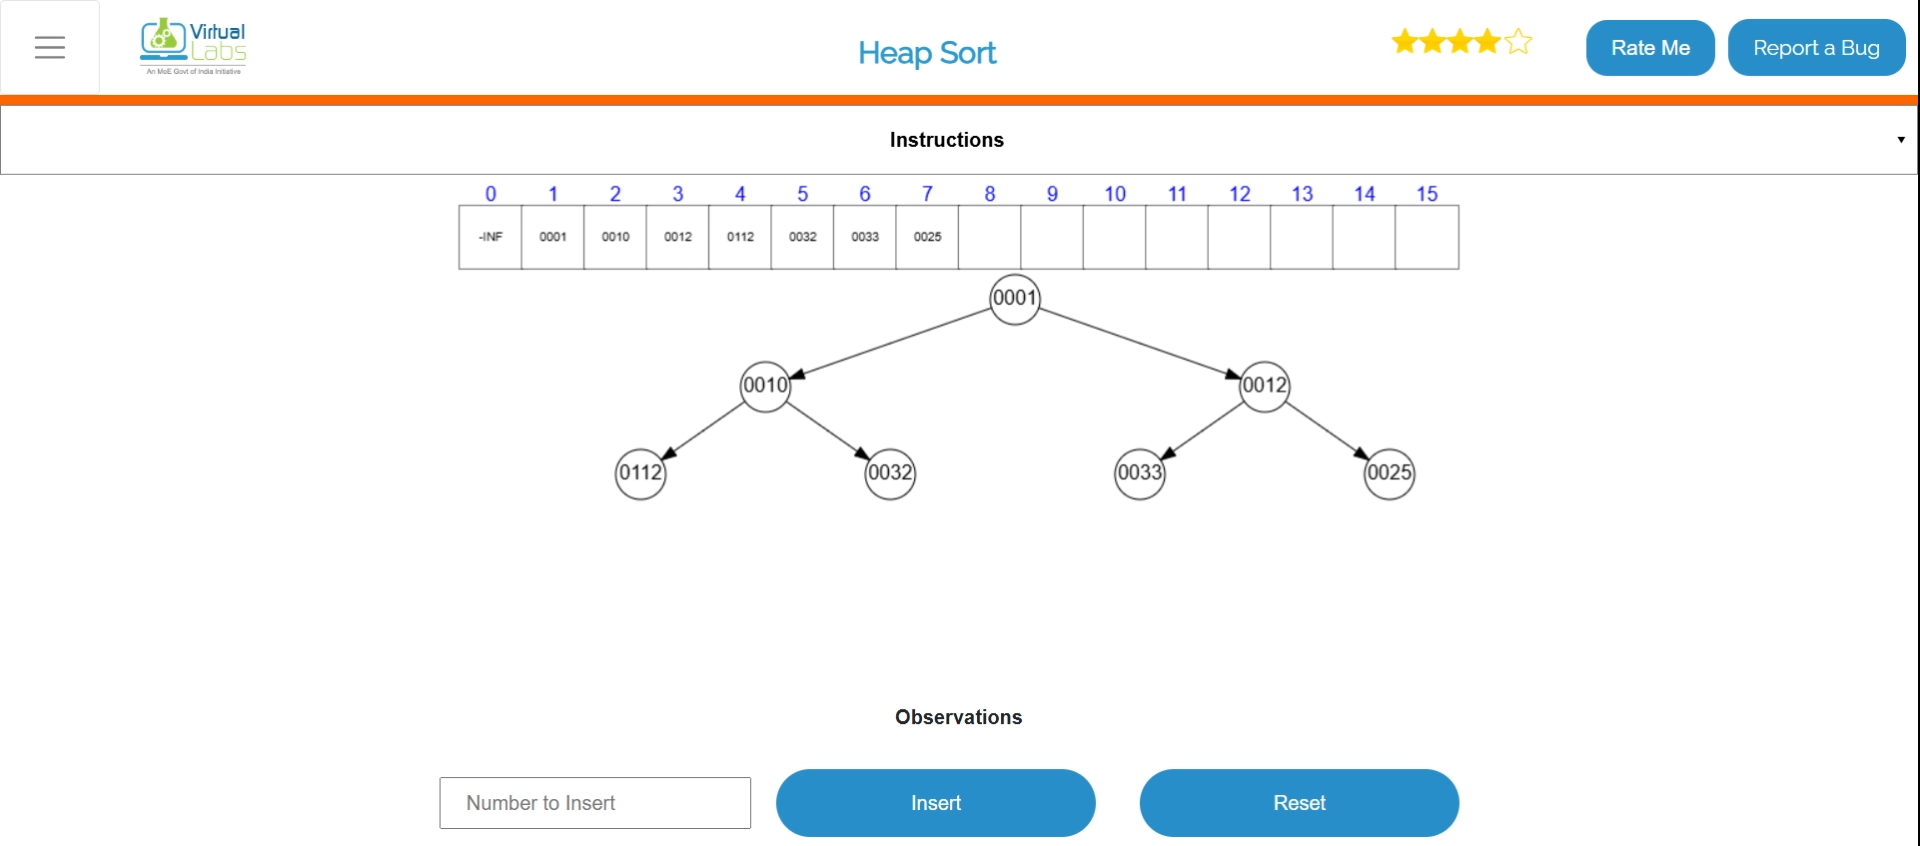 Virtual
Labs
An MoE Govt of India Initiative
Heap Sort
Rate Me
Report a Bug
Instructions
0 1 2 3 4 5 6 7 8 9 10 11 12 13 14 15
-INF 0001 0010 0012 0112 0032 0033 0025
0001
0010 0012
0112 0032 0033 0025
Observations
Number to Insert
Insert
Reset